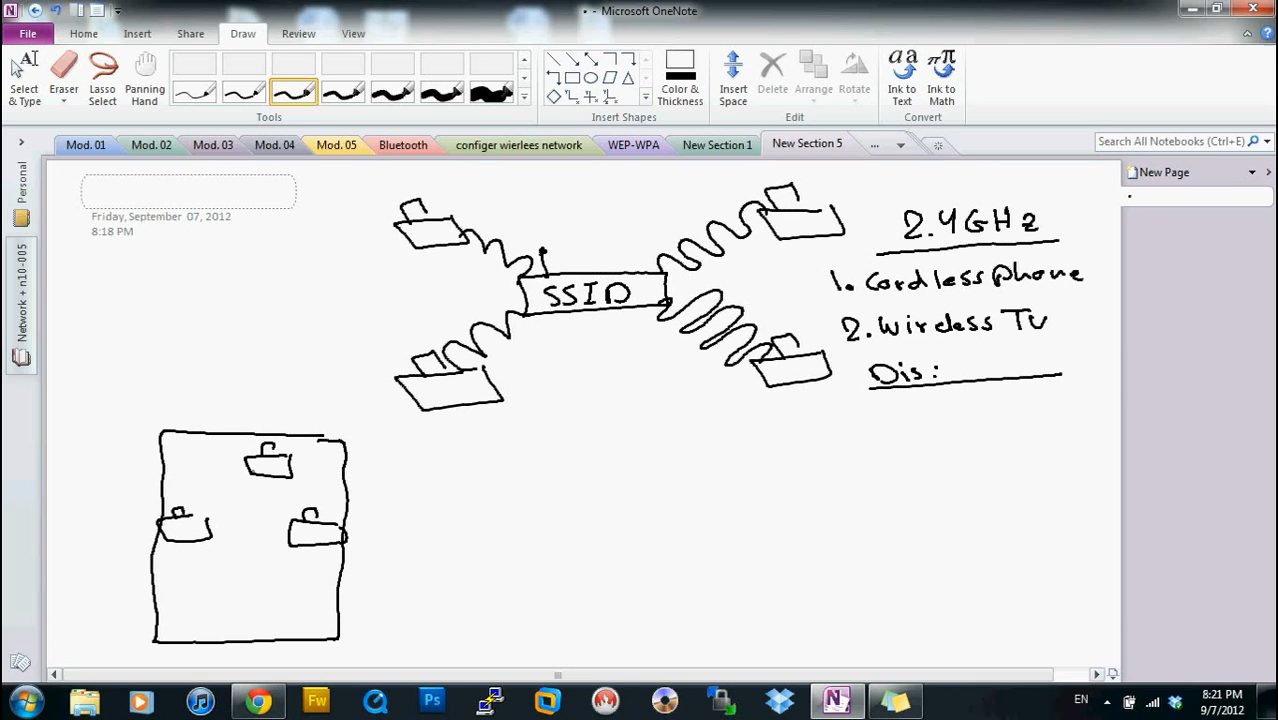 - Microsoft OneNote
File Home Insert Share Draw Review View
Select & Type
Eraser
Lasso Select
Panning Hand
Color & Thickness
Insert Space
Delete
Arrange
Rotate
Ink to Text
Ink to Math
Tools
Insert Shapes
Edit
Convert
Mod. 01 Mod. 02 Mod. 03 Mod. 04 Mod. 05 Bluetooth configer wierlees network WEP-WPA New Section 1 New Section 5 ...
Search All Notebooks (Ctrl+E)
Personal
Network + n10-005
New Page
Friday,September 07, 2012
8:18 PM
SSID
2.4GHz
1. Cordless phone
2. Wireless Tv
Dis:
EN
8:21 PM
9/7/2012